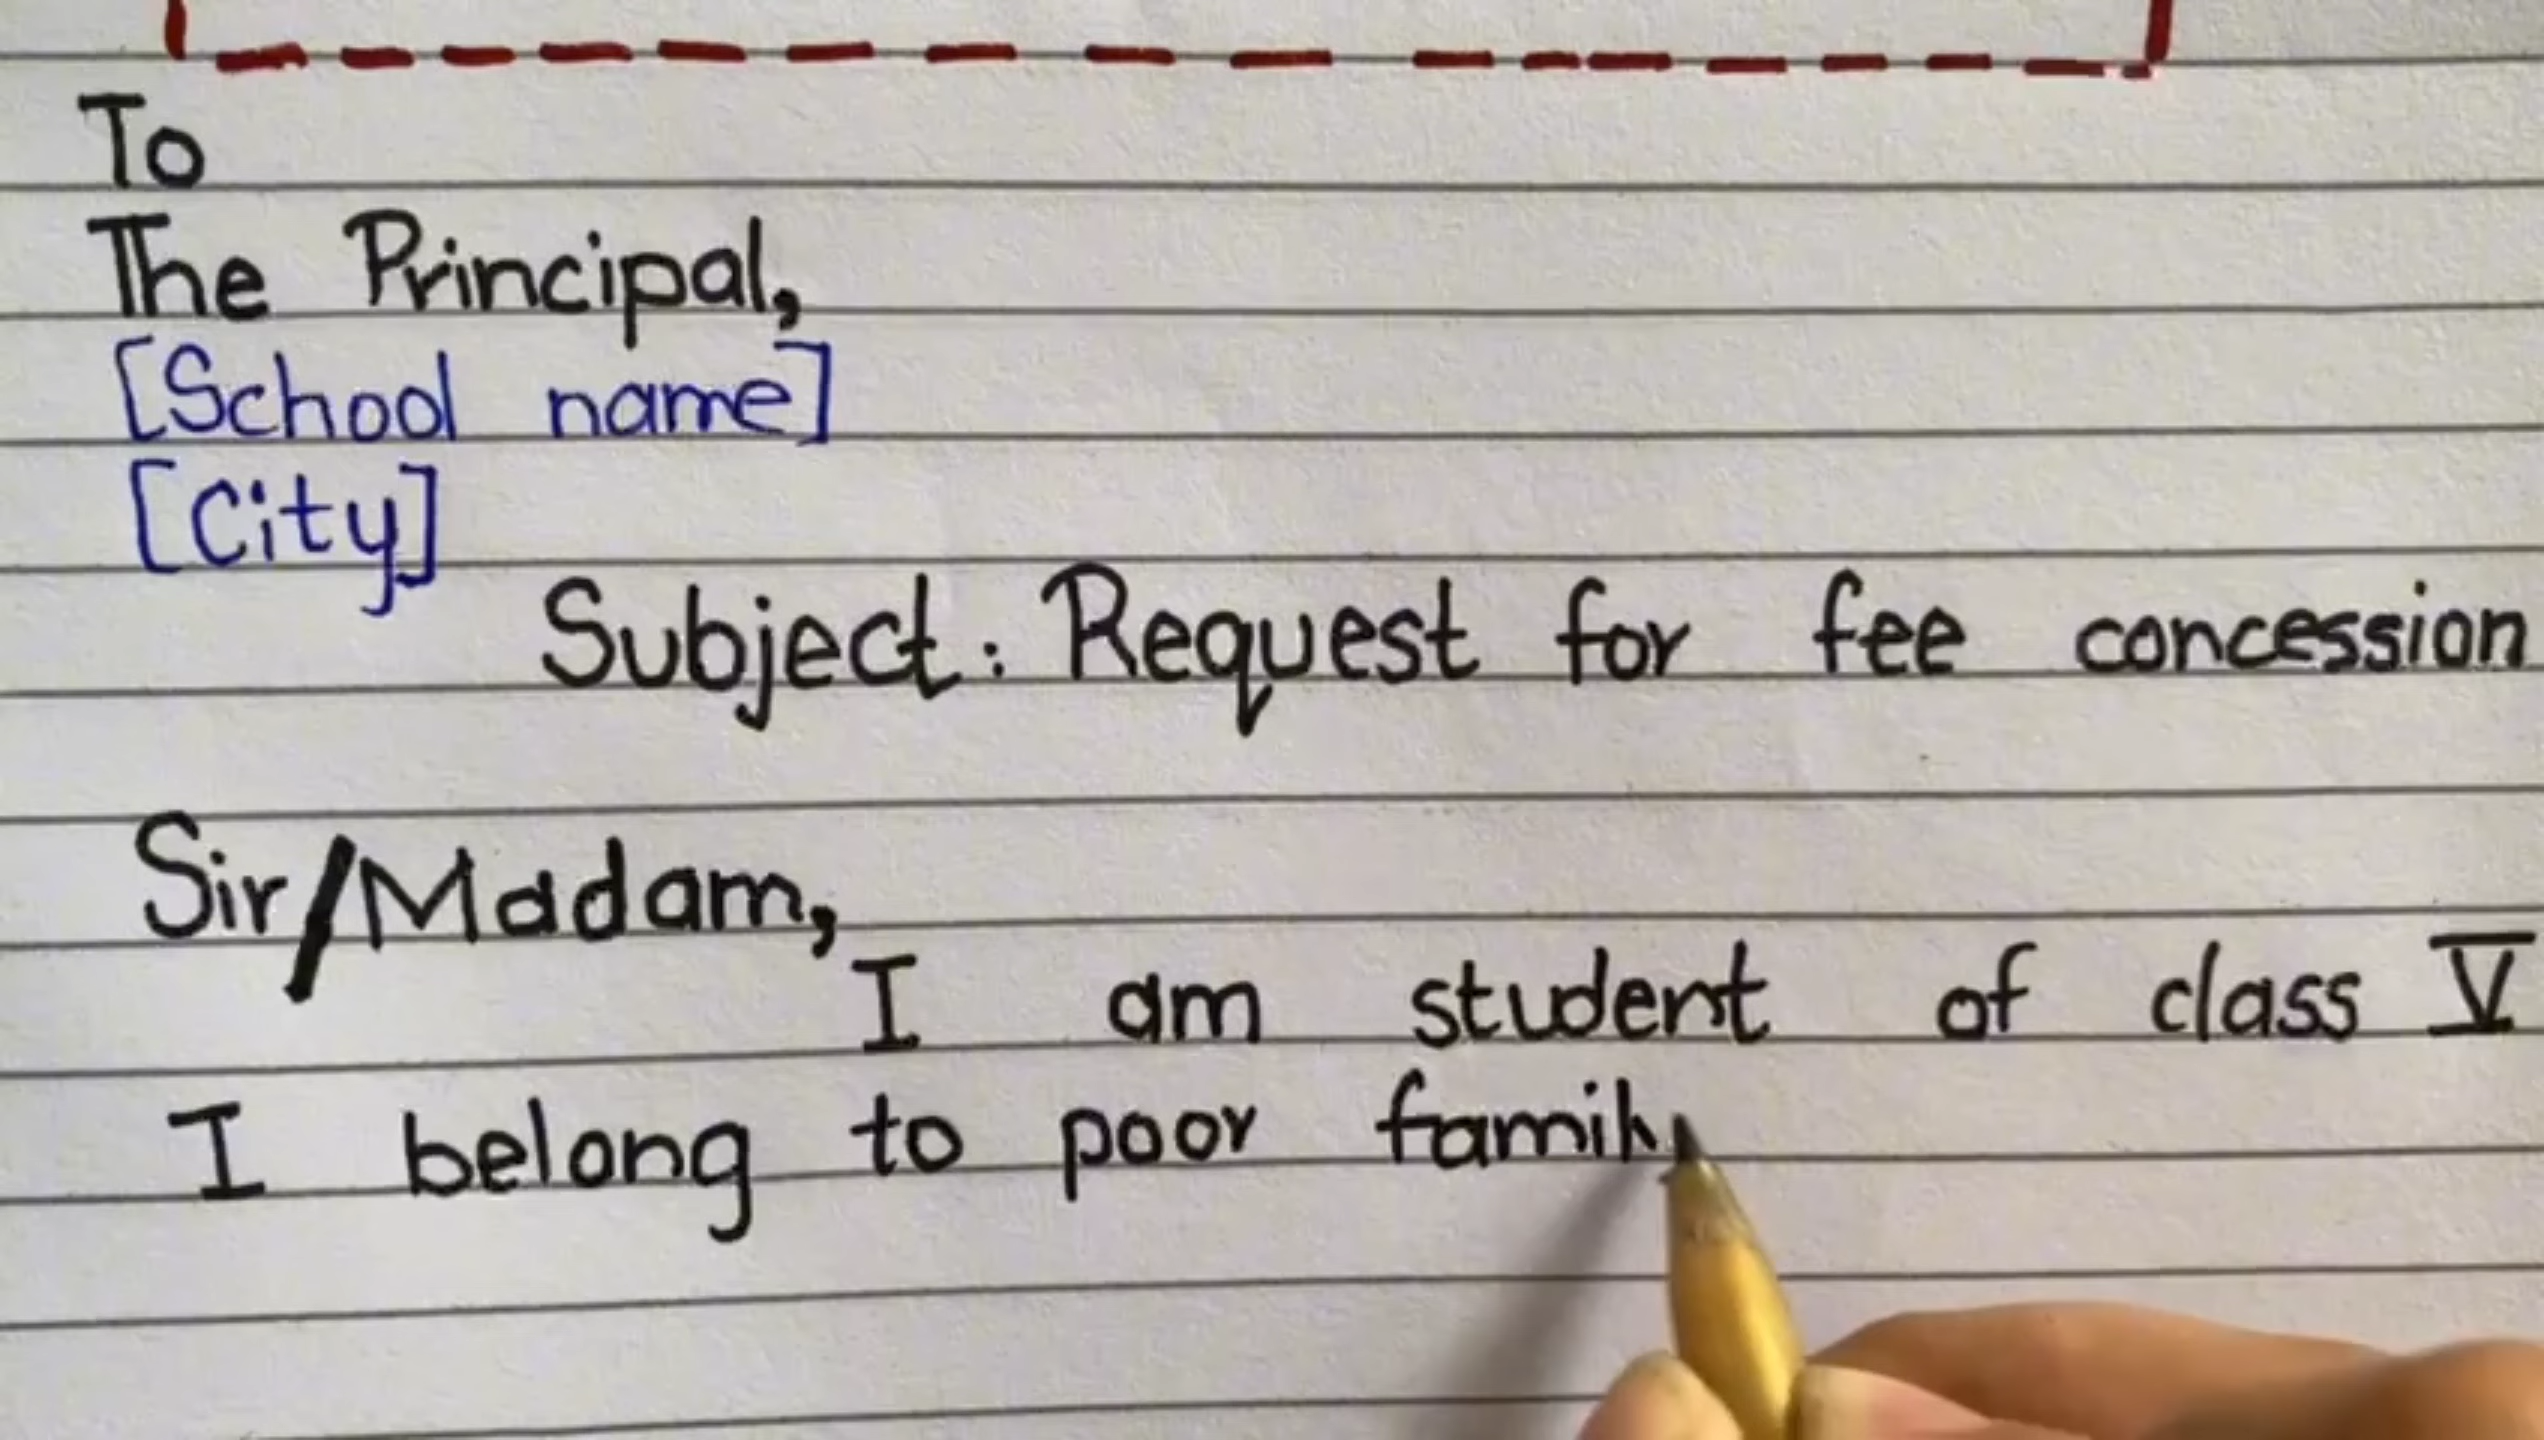 To
The Principal,
[School name]
[City]
Subject: Request for fee concession
Sir/Madam,
I am student of class V
I belong to poor